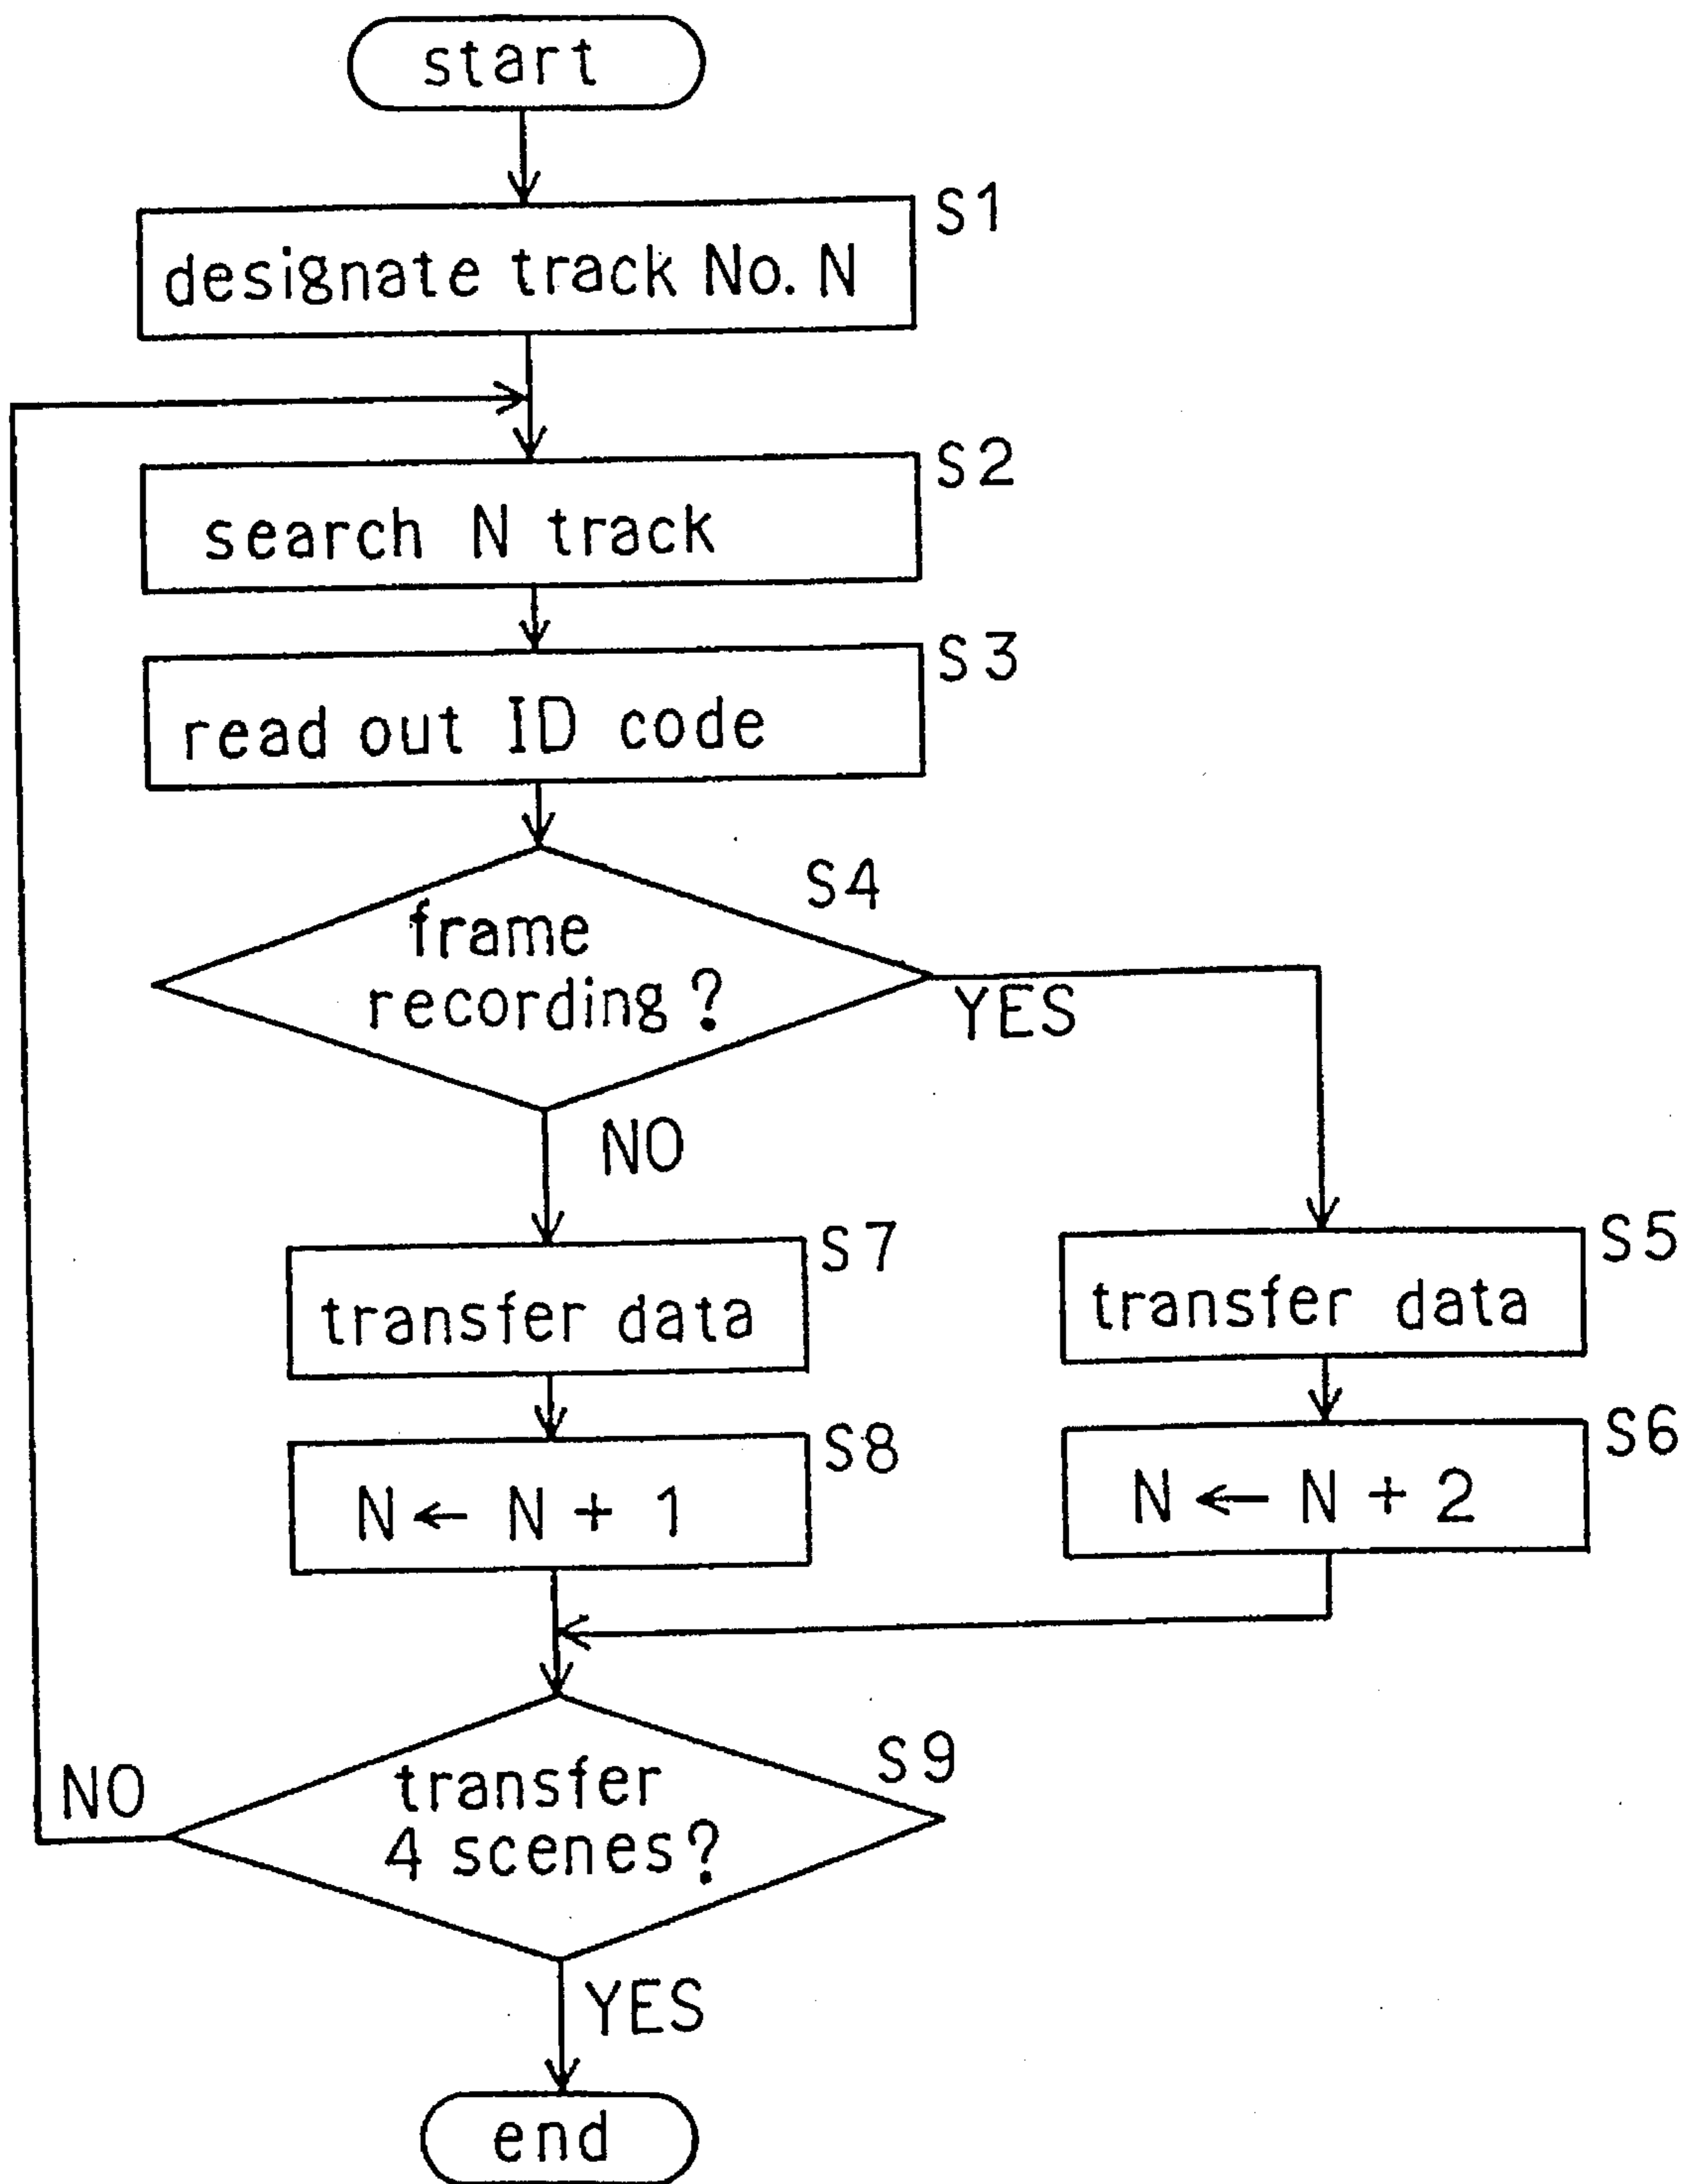 start
S1
designate track No. N
S2
search N track
S3
read out ID code
S4
frame
recording?
YES
NO
S7
transfer data
S5
transfer data
S8
N ← N + 1
S6
N ← N + 2
S9
transfer
4 scenes?
NO
YES
end